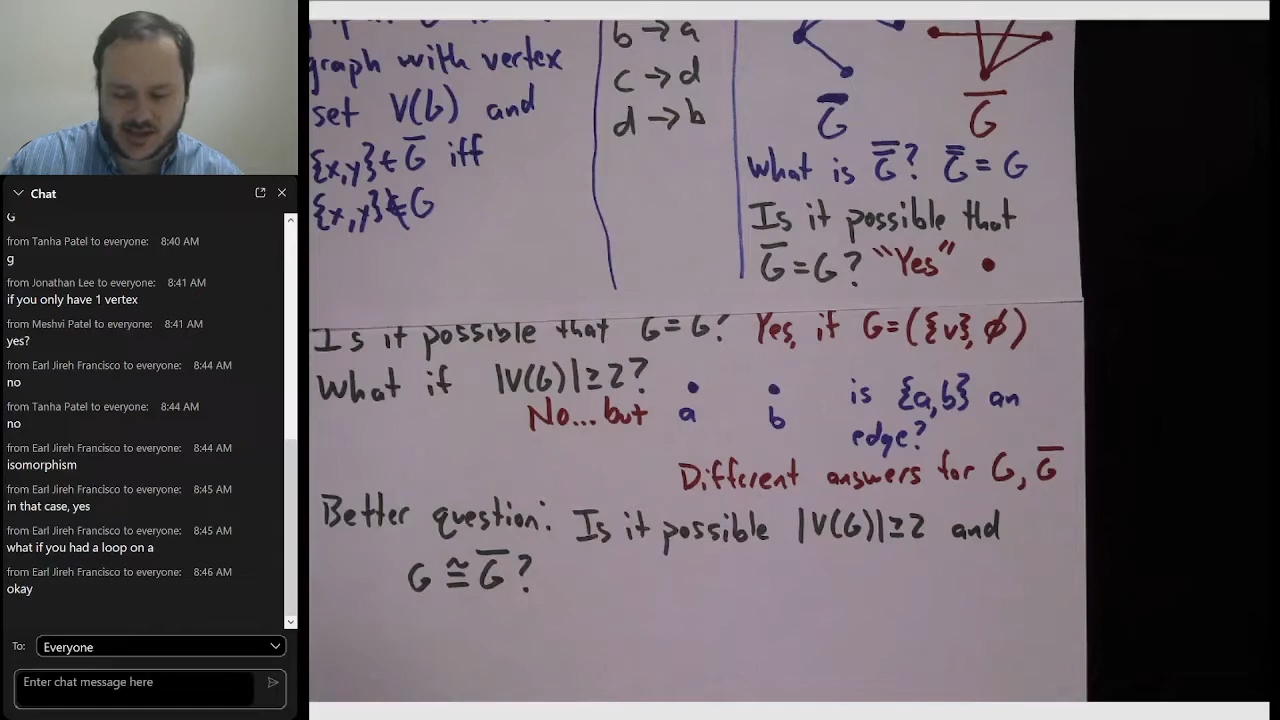 Chat
G
from Tanha Patel to everyone: 8:40 AM
g
from Jonathan Lee to everyone: 8:41 AM
if you only have 1 vertex
from Meshvi Patel to everyone: 8:41 AM
yes?
from Earl Jireh Francisco to everyone: 8:44 AM
no
from Tanha Patel to everyone: 8:44 AM
no
from Earl Jireh Francisco to everyone: 8:44 AM
isomorphism
from Earl Jireh Francisco to everyone: 8:45 AM
in that case, yes
from Earl Jireh Francisco to everyone: 8:45 AM
what if you had a loop on a
from Earl Jireh Francisco to everyone: 8:46 AM
okay
To: Everyone
Enter chat message here
graph with vertex
set V(G) and
{x,y}∈G̅ iff
{x,y}∉G
b→a
c→d
d→b
G̅ G̅
What is G̿? G̿ = G
Is it possible that
G̅=G? "Yes"
Is it possible that G=G? Yes, if G=({v}, ∅)
What if |V(G)|≥2?
No...but a b is {a,b} an
edge?
Different answers for G, G̅
Better question: Is it possible |V(G)|≥2 and
G≅G̅?